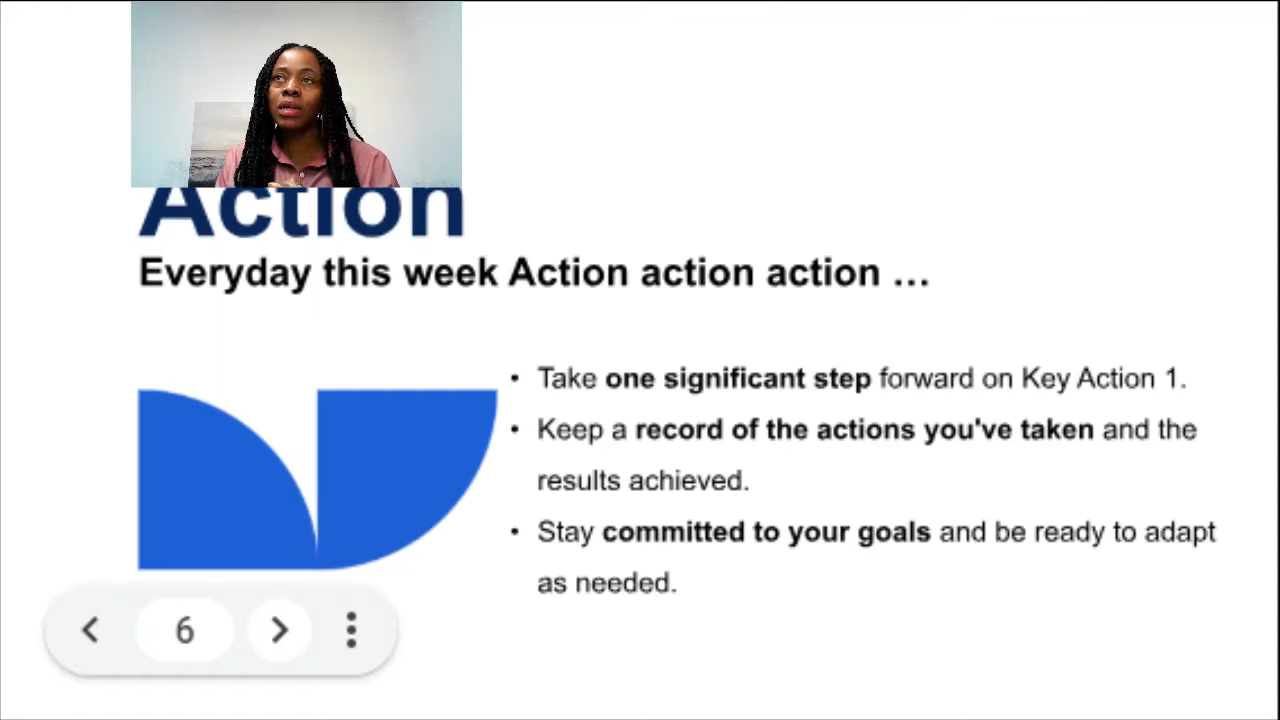 Action
Everyday this week Action action action …
• Take one significant step forward on Key Action 1.
• Keep a record of the actions you've taken and the
results achieved.
• Stay committed to your goals and be ready to adapt
as needed.
6